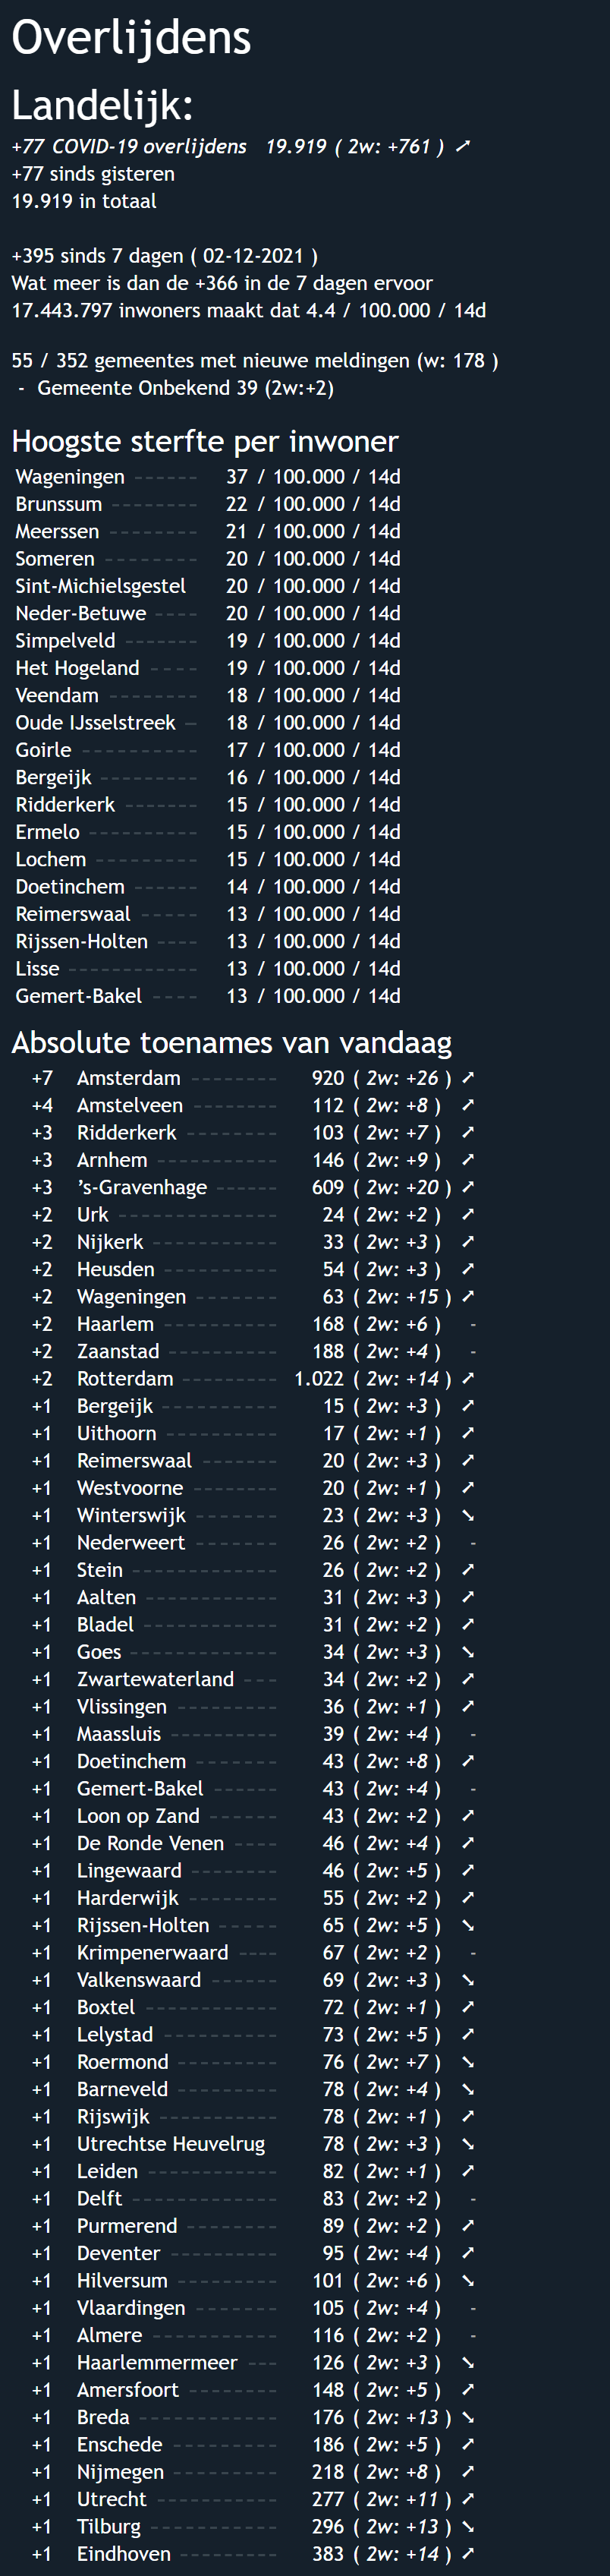 Overlijdens
Landelijk:
+77 COVID-19 overlijdens 19.919 ( 2w: +761 ) ➚
+77 sinds gisteren
19.919 in totaal
+395 sinds 7 dagen ( 02-12-2021 )
Wat meer is dan de +366 in de 7 dagen ervoor
17.443.797 inwoners maakt dat 4.4 / 100.000 / 14d
55 / 352 gemeentes met nieuwe meldingen (w: 178 )
- Gemeente Onbekend 39 (2w:+2)
Hoogste sterfte per inwoner
Wageningen ------ 37 / 100.000 / 14d
Brunssum -------- 22 / 100.000 / 14d
Meerssen -------- 21 / 100.000 / 14d
Someren -------- 20 / 100.000 / 14d
Sint-Michielsgestel 20 / 100.000 / 14d
Neder-Betuwe ---- 20 / 100.000 / 14d
Simpelveld ------- 19 / 100.000 / 14d
Het Hogeland ---- 19 / 100.000 / 14d
Veendam -------- 18 / 100.000 / 14d
Oude IJsselstreek – 18 / 100.000 / 14d
Goirle ---------- 17 / 100.000 / 14d
Bergeijk --------- 16 / 100.000 / 14d
Ridderkerk ------- 15 / 100.000 / 14d
Ermelo ---------- 15 / 100.000 / 14d
Lochem --------- 15 / 100.000 / 14d
Doetinchem ------ 14 / 100.000 / 14d
Reimerswaal ----- 13 / 100.000 / 14d
Rijssen-Holten ---- 13 / 100.000 / 14d
Lisse ------------ 13 / 100.000 / 14d
Gemert-Bakel ---- 13 / 100.000 / 14d
Absolute toenames van vandaag
+7 Amsterdam -------- 920 ( 2w: +26 ) ➚
+4 Amstelveen -------- 112 ( 2w: +8 ) ➚
+3 Ridderkerk -------- 103 ( 2w: +7 ) ➚
+3 Arnhem ----------- 146 ( 2w: +9 ) ➚
+3 ’s-Gravenhage ------ 609 ( 2w: +20 ) ➚
+2 Urk -------------- 24 ( 2w: +2 ) ➚
+2 Nijkerk ----------- 33 ( 2w: +3 ) ➚
+2 Heusden ---------- 54 ( 2w: +3 ) ➚
+2 Wageningen ------- 63 ( 2w: +15 ) ➚
+2 Haarlem ---------- 168 ( 2w: +6 ) -
+2 Zaanstad ---------- 188 ( 2w: +4 ) -
+2 Rotterdam -------- 1.022 ( 2w: +14 ) ➚
+1 Bergeijk ----------- 15 ( 2w: +3 ) ➚
+1 Uithoorn ---------- 17 ( 2w: +1 ) ➚
+1 Reimerswaal ------- 20 ( 2w: +3 ) ➚
+1 Westvoorne ------- 20 ( 2w: +1 ) ➚
+1 Winterswijk ------- 23 ( 2w: +3 ) ➘
+1 Nederweert ------- 26 ( 2w: +2 ) -
+1 Stein ------------- 26 ( 2w: +2 ) ➚
+1 Aalten ------------ 31 ( 2w: +3 ) ➚
+1 Bladel ------------ 31 ( 2w: +2 ) ➚
+1 Goes ------------- 34 ( 2w: +3 ) ➘
+1 Zwartewaterland --- 34 ( 2w: +2 ) ➚
+1 Vlissingen --------- 36 ( 2w: +1 ) ➚
+1 Maassluis ---------- 39 ( 2w: +4 ) -
+1 Doetinchem ------- 43 ( 2w: +8 ) ➚
+1 Gemert-Bakel ------ 43 ( 2w: +4 ) -
+1 Loon op Zand ------ 43 ( 2w: +2 ) ➚
+1 De Ronde Venen ---- 46 ( 2w: +4 ) ➚
+1 Lingewaard -------- 46 ( 2w: +5 ) ➚
+1 Harderwijk -------- 55 ( 2w: +2 ) ➚
+1 Rijssen-Holten ----- 65 ( 2w: +5 ) ➘
+1 Krimpenerwaard ---- 67 ( 2w: +2 ) -
+1 Valkenswaard ------ 69 ( 2w: +3 ) ➘
+1 Boxtel ------------ 72 ( 2w: +1 ) ➚
+1 Lelystad ---------- 73 ( 2w: +5 ) ➚
+1 Roermond --------- 76 ( 2w: +7 ) ➘
+1 Barneveld --------- 78 ( 2w: +4 ) ➘
+1 Rijswijk ----------- 78 ( 2w: +1 ) ➚
+1 Utrechtse Heuvelrug 78 ( 2w: +3 ) ➘
+1 Leiden ------------ 82 ( 2w: +1 ) ➚
+1 Delft ------------- 83 ( 2w: +2 ) -
+1 Purmerend -------- 89 ( 2w: +2 ) ➚
+1 Deventer ---------- 95 ( 2w: +4 ) ➚
+1 Hilversum --------- 101 ( 2w: +6 ) ➘
+1 Vlaardingen ------- 105 ( 2w: +4 ) -
+1 Almere ----------- 116 ( 2w: +2 ) -
+1 Haarlemmermeer --- 126 ( 2w: +3 ) ➘
+1 Amersfoort -------- 148 ( 2w: +5 ) ➚
+1 Breda ------------ 176 ( 2w: +13 ) ➘
+1 Enschede --------- 186 ( 2w: +5 ) ➚
+1 Nijmegen --------- 218 ( 2w: +8 ) ➚
+1 Utrecht ----------- 277 ( 2w: +11 ) ➚
+1 Tilburg ----------- 296 ( 2w: +13 ) ➘
+1 Eindhoven --------- 383 ( 2w: +14 ) ➚